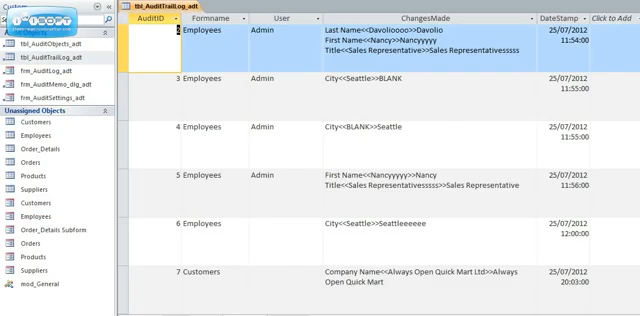 Custom...
tbl_AuditTrailLog_adt
AuditID Formname User ChangesMade DateStamp Click to Add
tbl_AuditObjects_adt
tbl_AuditTrailLog_adt
frm_AuditLog_adt
frm_AuditMemo_dlg_adt
frm_AuditSettings_adt
Unassigned Objects
Customers
Employees
Order_Details
Orders
Products
Suppliers
Customers
Employees
Order_Details Subform
Orders
Products
Suppliers
mod_General
2 Employees Admin Last Name<<Davolioooo>>Davolio 25/07/2012
First Name<<Nancy>>Nancyyyyy 11:54:00
Title<<Sales Representative>>Sales Representativesssss
3 Employees Admin City<<Seattle>>BLANK 25/07/2012
11:55:00
4 Employees Admin City<<BLANK>>Seattle 25/07/2012
11:55:00
5 Employees Admin First Name<<Nancyyyyy>>Nancy 25/07/2012
Title<<Sales Representativesssss>>Sales Representative 11:56:00
6 Employees City<<Seattle>>Seattleeeeee 25/07/2012
12:00:00
7 Customers Company Name<<Always Open Quick Mart Ltd>>Always 25/07/2012
Open Quick Mart 20:03:00